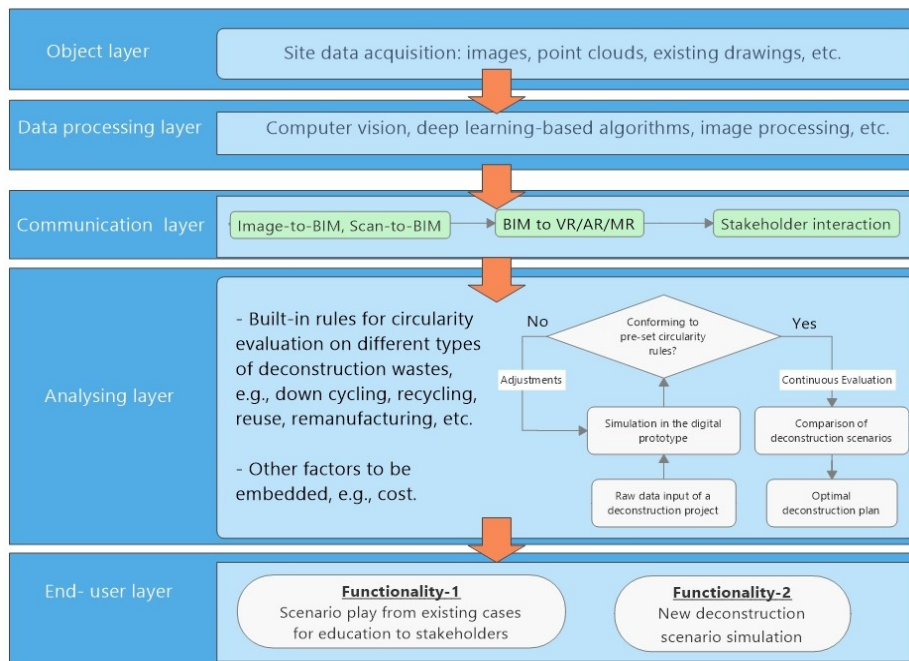 Object layer
Site data acquisition: images, point clouds, existing drawings, etc.
Data processing layer
Computer vision, deep learning-based algorithms, image processing, etc.
Communication layer
Image-to-BIM, Scan-to-BIM
BIM to VR/AR/MR
Stakeholder interaction
Analysing layer
- Built-in rules for circularity
evaluation on different types
of deconstruction wastes,
e.g., down cycling, recycling,
reuse, remanufacturing, etc.
- Other factors to be
embedded, e.g., cost.
No
Conforming to
pre-set circularity
rules?
Yes
Adjustments
Continuous Evaluation
Simulation in the digital
prototype
Comparison of
deconstruction scenarios
Raw data input of a
deconstruction project
Optimal
deconstruction plan
End- user layer
Functionality-1
Scenario play from existing cases
for education to stakeholders
Functionality-2
New deconstruction
scenario simulation